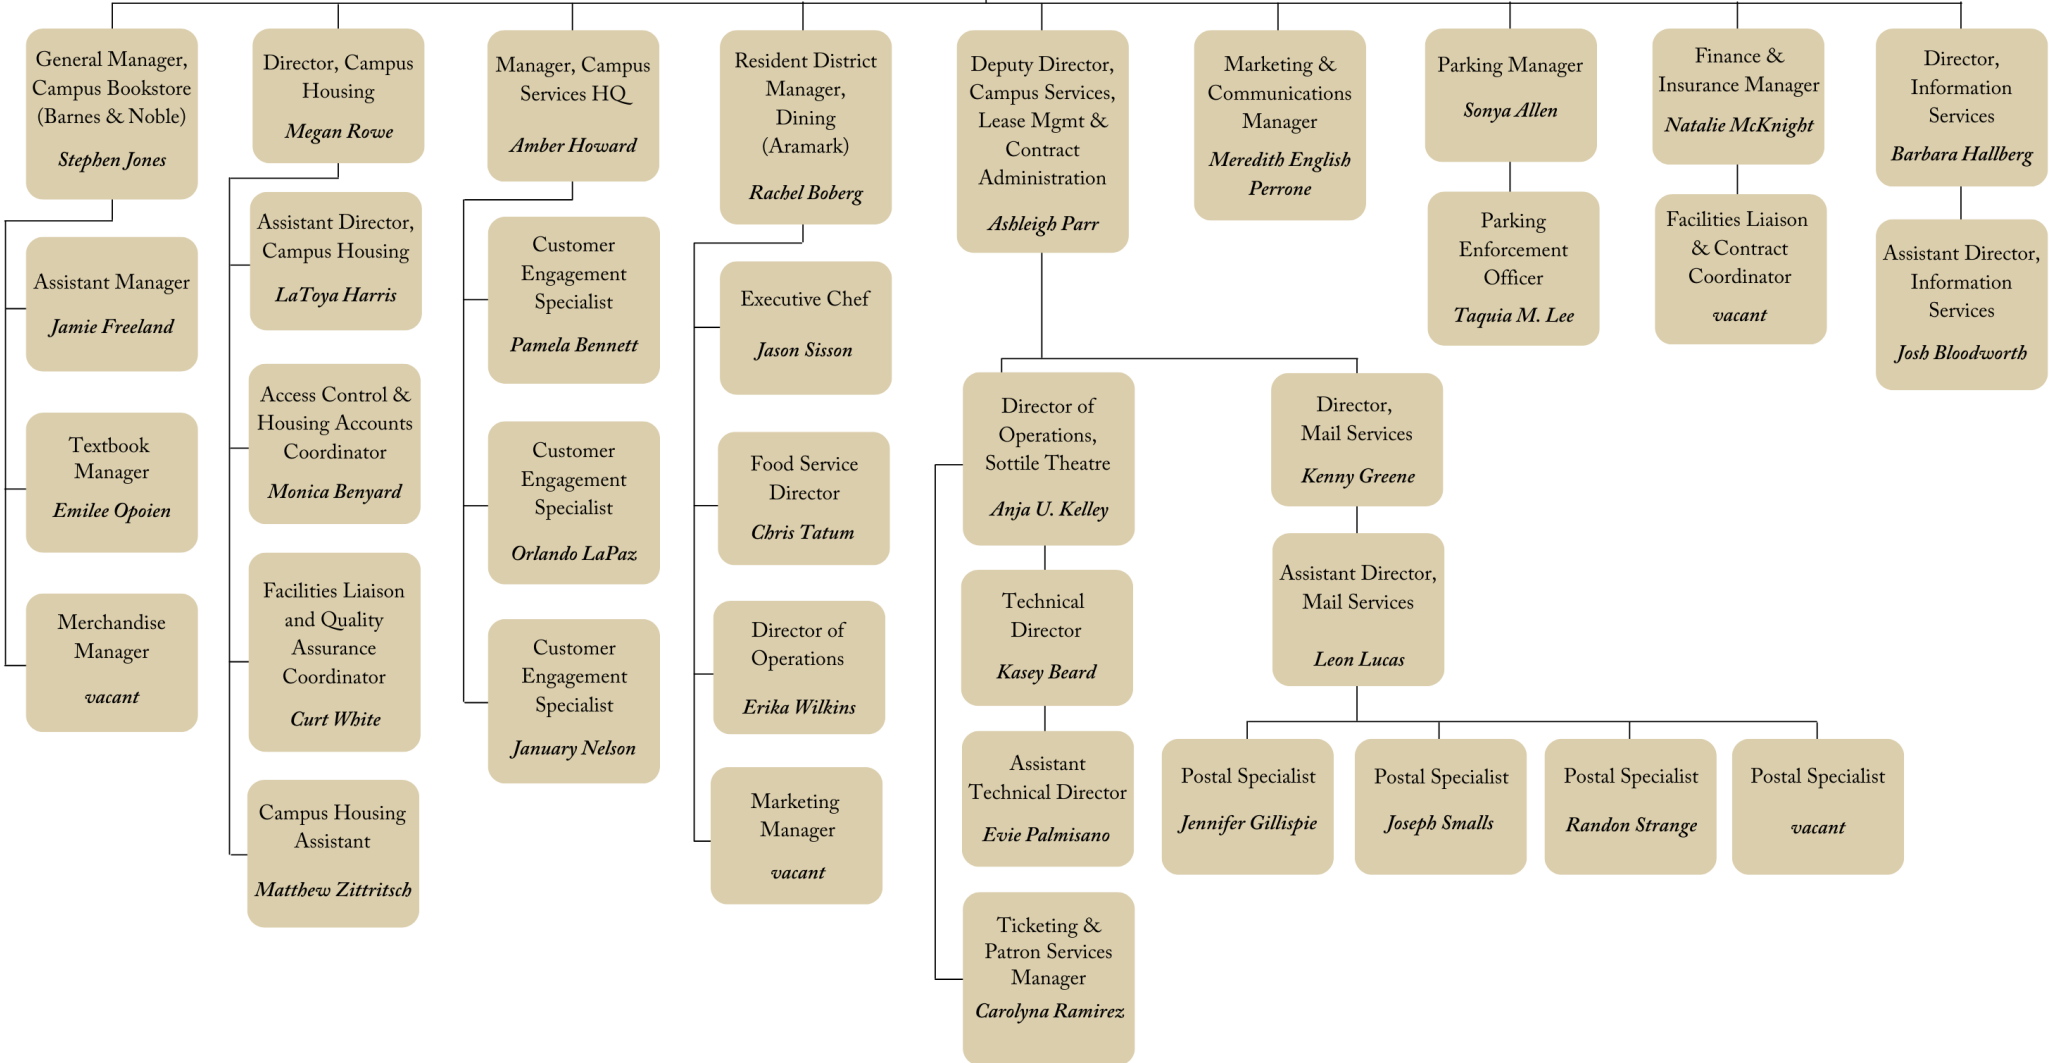 General Manager,
Campus Bookstore
(Barnes & Noble)
Stephen Jones
Assistant Manager
Jamie Freeland
Textbook
Manager
Emilee Opoien
Merchandise
Manager
vacant
Director, Campus
Housing
Megan Rowe
Assistant Director,
Campus Housing
LaToya Harris
Access Control &
Housing Accounts
Coordinator
Monica Benyard
Facilities Liaison
and Quality
Assurance
Coordinator
Curt White
Campus Housing
Assistant
Matthew Zittritsch
Manager, Campus
Services HQ
Amber Howard
Customer
Engagement
Specialist
Pamela Bennett
Customer
Engagement
Specialist
Orlando LaPaz
Customer
Engagement
Specialist
January Nelson
Resident District
Manager,
Dining
(Aramark)
Rachel Boberg
Executive Chef
Jason Sisson
Food Service
Director
Chris Tatum
Director of
Operations
Erika Wilkins
Marketing
Manager
vacant
Deputy Director,
Campus Services,
Lease Mgmt &
Contract
Administration
Ashleigh Parr
Director of
Operations,
Sottile Theatre
Anja U. Kelley
Technical
Director
Kasey Beard
Assistant
Technical Director
Evie Palmisano
Ticketing &
Patron Services
Manager
Carolyna Ramirez
Director,
Mail Services
Kenny Greene
Assistant Director,
Mail Services
Leon Lucas
Postal Specialist
Jennifer Gillispie
Postal Specialist
Joseph Smalls
Postal Specialist
Randon Strange
Postal Specialist
vacant
Marketing &
Communications
Manager
Meredith English
Perrone
Parking Manager
Sonya Allen
Parking
Enforcement
Officer
Taquia M. Lee
Finance &
Insurance Manager
Natalie McKnight
Facilities Liaison
& Contract
Coordinator
vacant
Director,
Information
Services
Barbara Hallberg
Assistant Director,
Information
Services
Josh Bloodworth